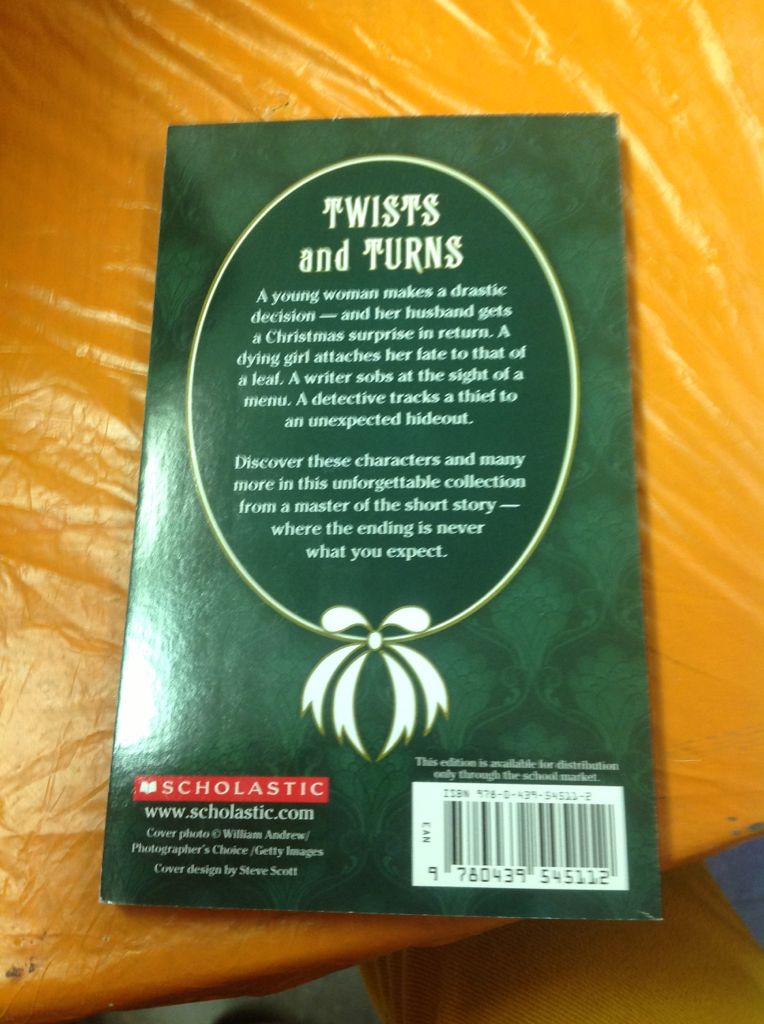 TWISTS
and TURNS
A young woman makes a drastic
decision — and her husband gets
a Christmas surprise in return. A
dying girl attaches her fate to that of
a leaf. A writer sobs at the sight of a
menu. A detective tracks a thief to
an unexpected hideout.
Discover these characters and many
more in this unforgettable collection
from a master of the short story —
where the ending is never
what you expect.
This edition is available for distribution
only through the school market.
SCHOLASTIC
www.scholastic.com
Cover photo © William Andrew/
Photographer's Choice /Getty Images
Cover design by Steve Scott
ISBN 978-0-439-54511-2
EAN
9 780439 545112